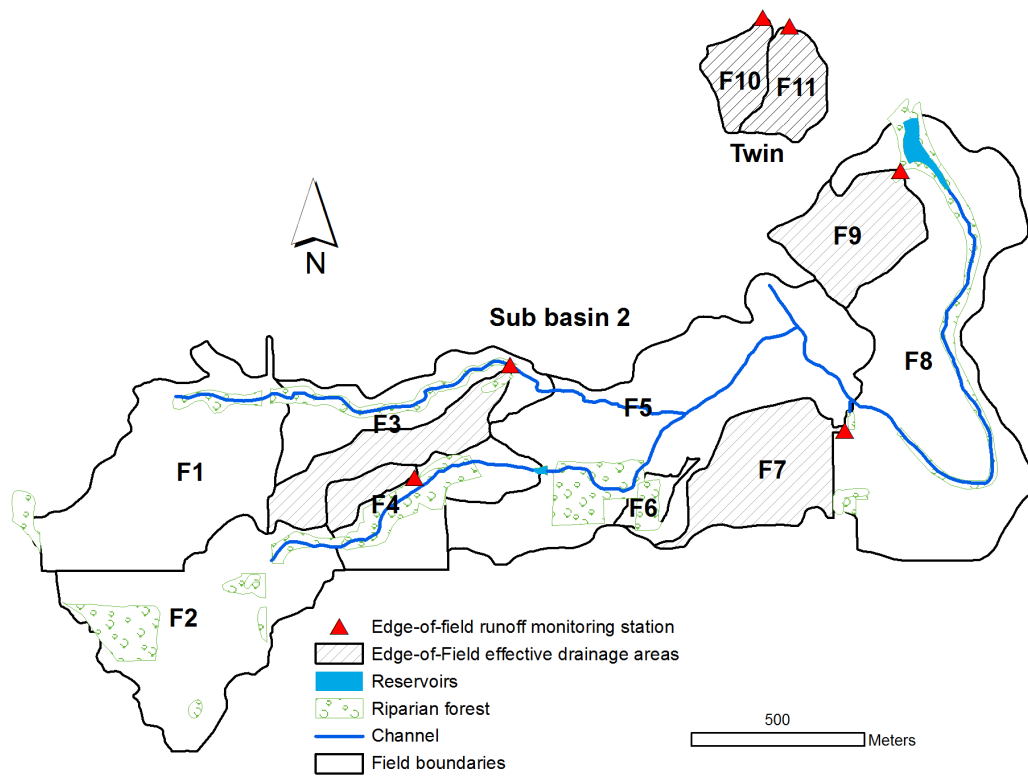 F10
F11
Twin
F9
N
Sub basin 2
F8
F5
F3
F1
F7
F4
F6
F2
Edge-of-field runoff monitoring station
Edge-of-Field effective drainage areas
Reservoirs
Riparian forest
Channel
Field boundaries
500
Meters